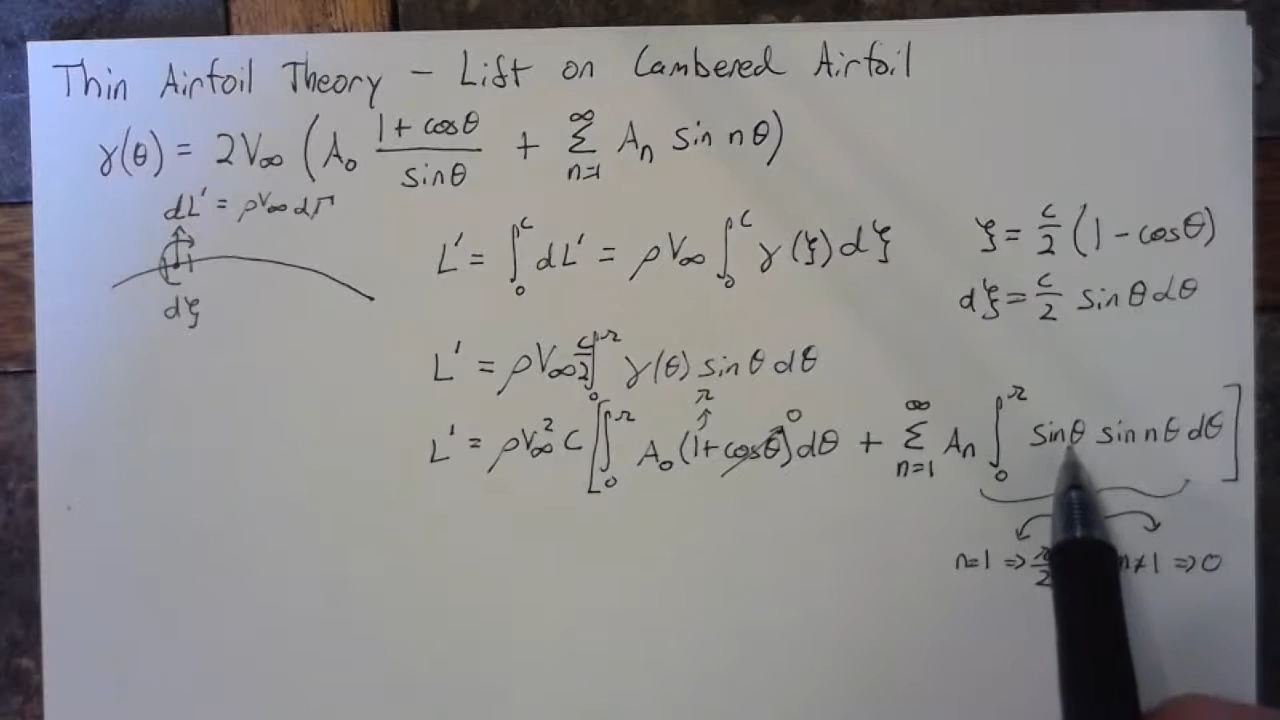 Thin Airfoil Theory - Lift on Cambered Airfoil
γ(θ) = 2V∞ (A₀ (1 + cosθ)/sinθ + Σ_{n=1}^{∞} Aₙ sin nθ)
dL' = ρV∞dΓ
dξ
L' = ∫₀^c dL' = ρV∞ ∫₀^c γ(ξ)dξ
ξ = c/2 (1 - cosθ)
dξ = c/2 sinθdθ
L' = ρV∞ c/2 ∫₀^π γ(θ) sinθ dθ
π 0
L' = ρV∞² c [∫₀^π A₀(1+cosθ)dθ + Σ_{n=1}^{∞} Aₙ ∫₀^π sinθ sin nθ dθ]
n=1 ⇒ π/2 n≠1 ⇒ 0